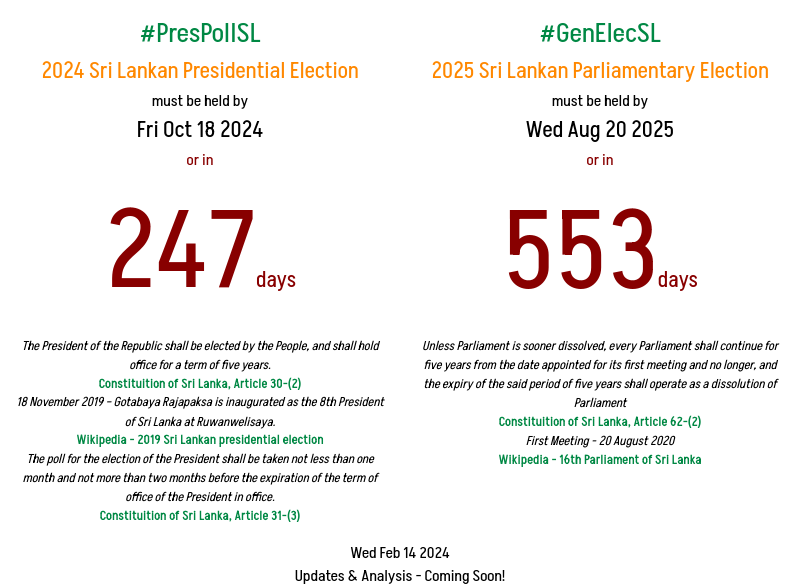 #PresPollSL
2024 Sri Lankan Presidential Election
must be held by
Fri Oct 18 2024
or in
247 days
The President of the Republic shall be elected by the People, and shall hold
office for a term of five years.
Constituition of Sri Lanka, Article 30-(2)
18 November 2019 - Gotabaya Rajapaksa is inaugurated as the 8th President
of Sri Lanka at Ruwanwelisaya.
Wikipedia - 2019 Sri Lankan presidential election
The poll for the election of the President shall be taken not less than one
month and not more than two months before the expiration of the term of
office of the President in office.
Constituition of Sri Lanka, Article 31-(3)
#GenElecSL
2025 Sri Lankan Parliamentary Election
must be held by
Wed Aug 20 2025
or in
553 days
Unless Parliament is sooner dissolved, every Parliament shall continue for
five years from the date appointed for its first meeting and no longer, and
the expiry of the said period of five years shall operate as a dissolution of
Parliament
Constituition of Sri Lanka, Article 62-(2)
First Meeting - 20 August 2020
Wikipedia - 16th Parliament of Sri Lanka
Wed Feb 14 2024
Updates & Analysis - Coming Soon!